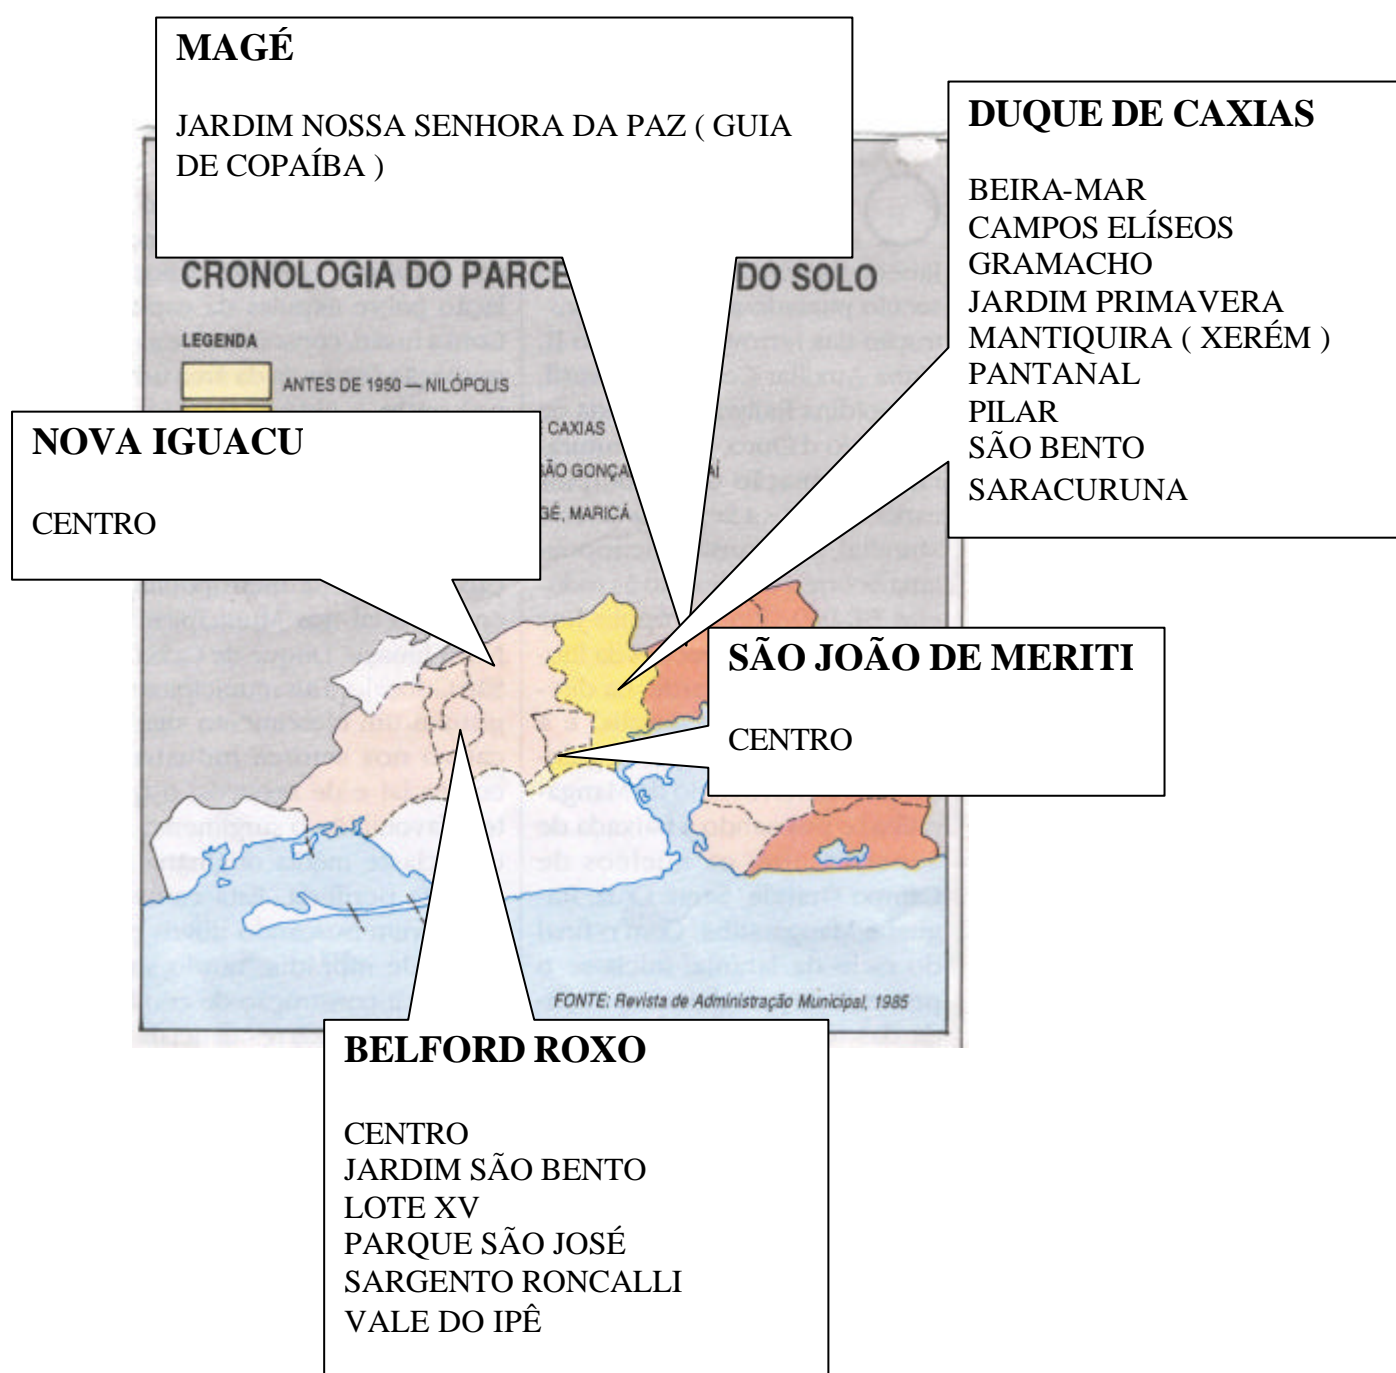 MAGÉ
JARDIM NOSSA SENHORA DA PAZ ( GUIA
DE COPAÍBA )
DUQUE DE CAXIAS
BEIRA-MAR
CAMPOS ELÍSEOS
GRAMACHO
JARDIM PRIMAVERA
MANTIQUIRA ( XERÉM )
PANTANAL
PILAR
SÃO BENTO
SARACURUNA
CRONOLOGIA DO PARCE DO SOLO
LEGENDA
ANTES DE 1950 — NILÓPOLIS
CAXIAS
SÃO GONÇA
GÉ, MARICÁ
NOVA IGUACU
CENTRO
SÃO JOÃO DE MERITI
CENTRO
FONTE: Revista de Administração Municipal, 1985
BELFORD ROXO
CENTRO
JARDIM SÃO BENTO
LOTE XV
PARQUE SÃO JOSÉ
SARGENTO RONCALLI
VALE DO IPÊ